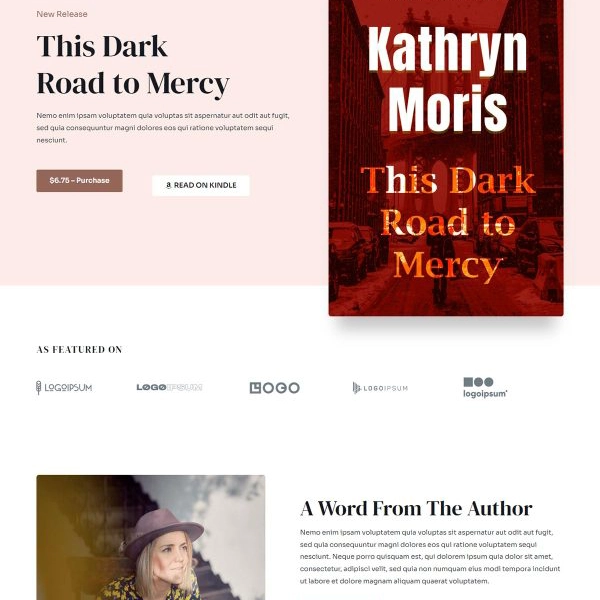 New Release
This Dark
Road to Mercy
Nemo enim ipsam voluptatem quia voluptas sit aspernatur aut odit aut fugit,
sed quia consequuntur magni dolores eos qui ratione voluptatem sequi
nesciunt.
$6.75 – Purchase
READ ON KINDLE
Kathryn
Moris
This Dark
Road to
Mercy
AS FEATURED ON
LOGOIPSUM
LOGOIPSUM
LOGO
LOGOIPSUM
logoipsum
A Word From The Author
Nemo enim ipsam voluptatem quia voluptas sit aspernatur aut odit aut fugit,
sed quia consequuntur magni dolores eos qui ratione voluptatem sequi
nesciunt. Neque porro quisquam est, qui dolorem ipsum quia dolor sit amet,
consectetur, adipisci velit, sed quia non numquam eius modi tempora incidunt
ut labore et dolore magnam aliquam quaerat voluptatem.